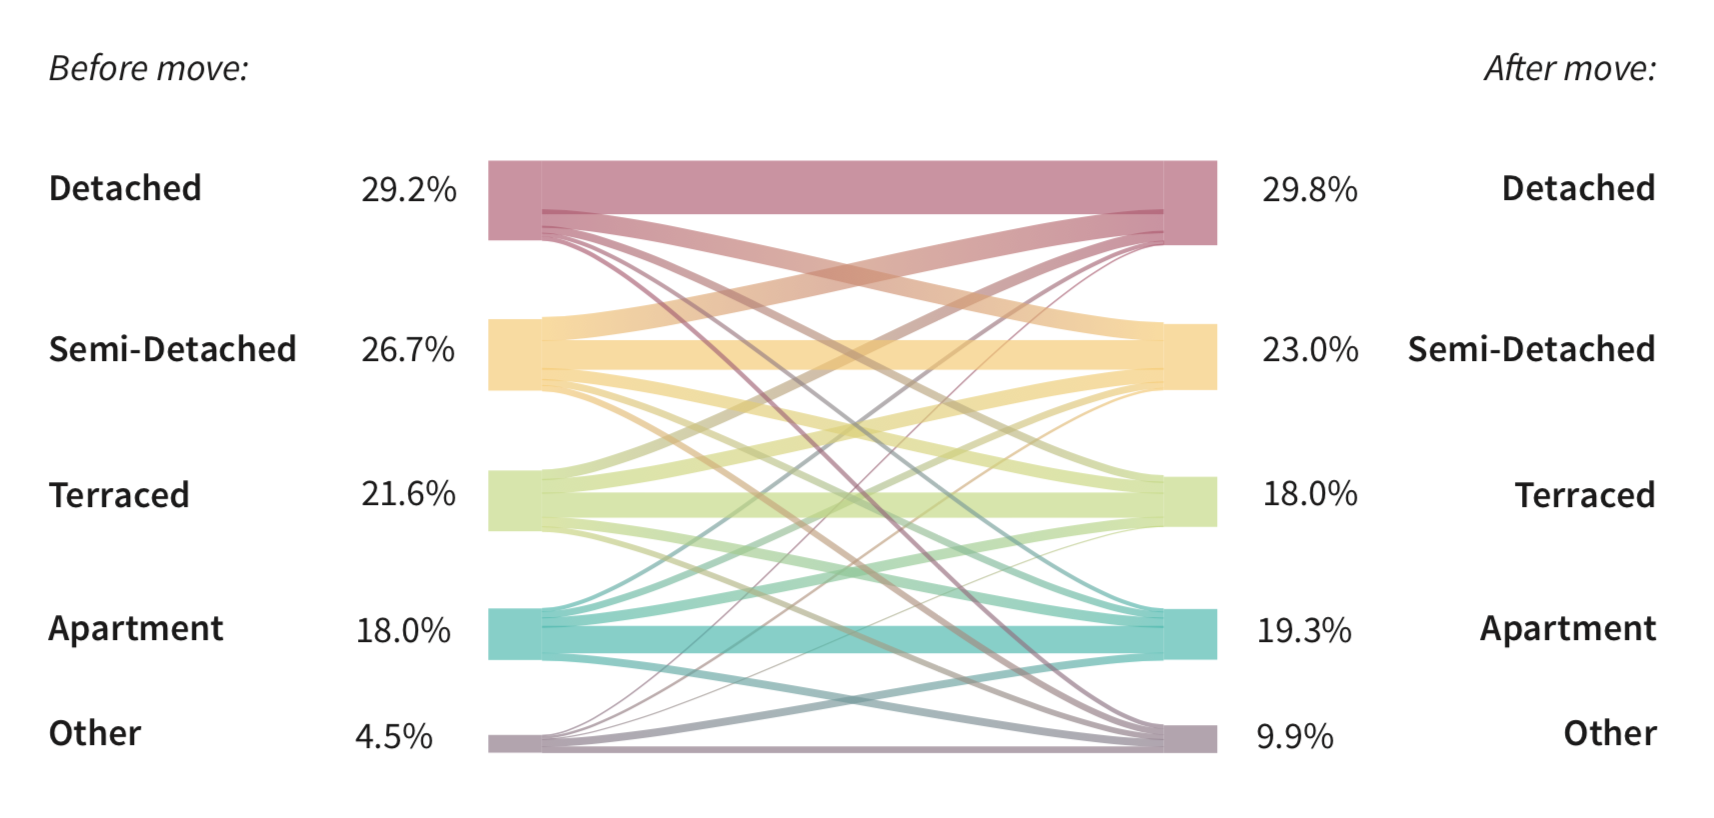 Before move: After move:
Detached 29.2% 29.8% Detached
Semi-Detached 26.7% 23.0% Semi-Detached
Terraced 21.6% 18.0% Terraced
Apartment 18.0% 19.3% Apartment
Other 4.5% 9.9% Other